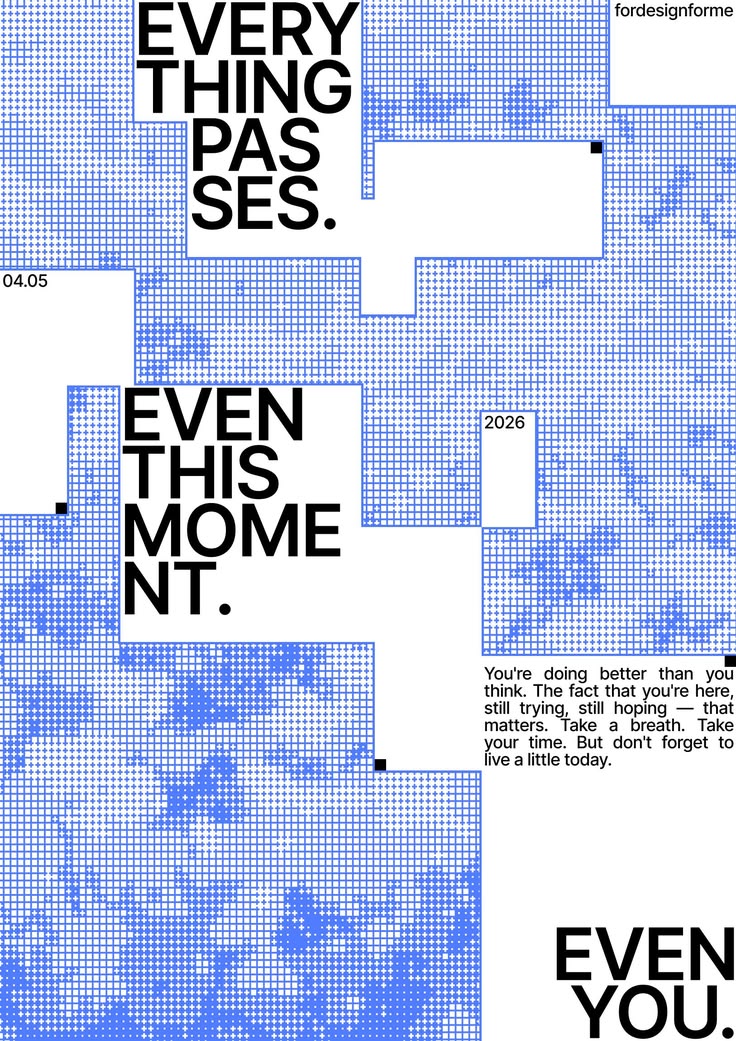 EVERY
THING
PAS
SES.
fordesignforme
04.05
EVEN
THIS
MOME
NT.
2026
You're doing better than you
think. The fact that you're here,
still trying, still hoping — that
matters. Take a breath. Take
your time. But don't forget to
live a little today.
EVEN
YOU.